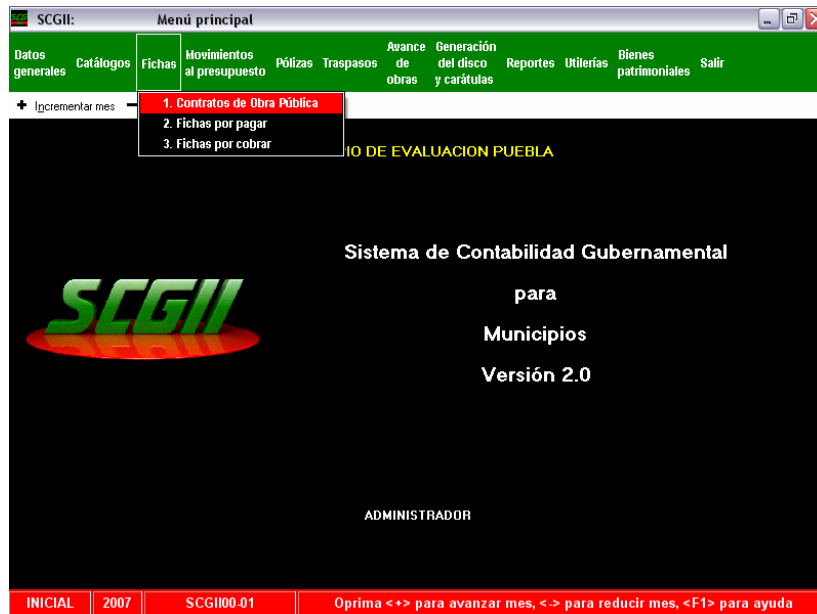 SCGII: Menú principal
Datos generales
Catálogos
Fichas
Movimientos al presupuesto
Pólizas
Traspasos
Avance de obras
Generación del disco y carátulas
Reportes
Utilerías
Bienes patrimoniales
Salir
+ Incrementar mes -
1. Contratos de Obra Pública
2. Fichas por pagar
3. Fichas por cobrar
IO DE EVALUACION PUEBLA
Sistema de Contabilidad Gubernamental
para
Municipios
Versión 2.0
SCGII
ADMINISTRADOR
INICIAL 2007 SCGII00-01 Oprima <+> para avanzar mes, <-> para reducir mes, <F1> para ayuda